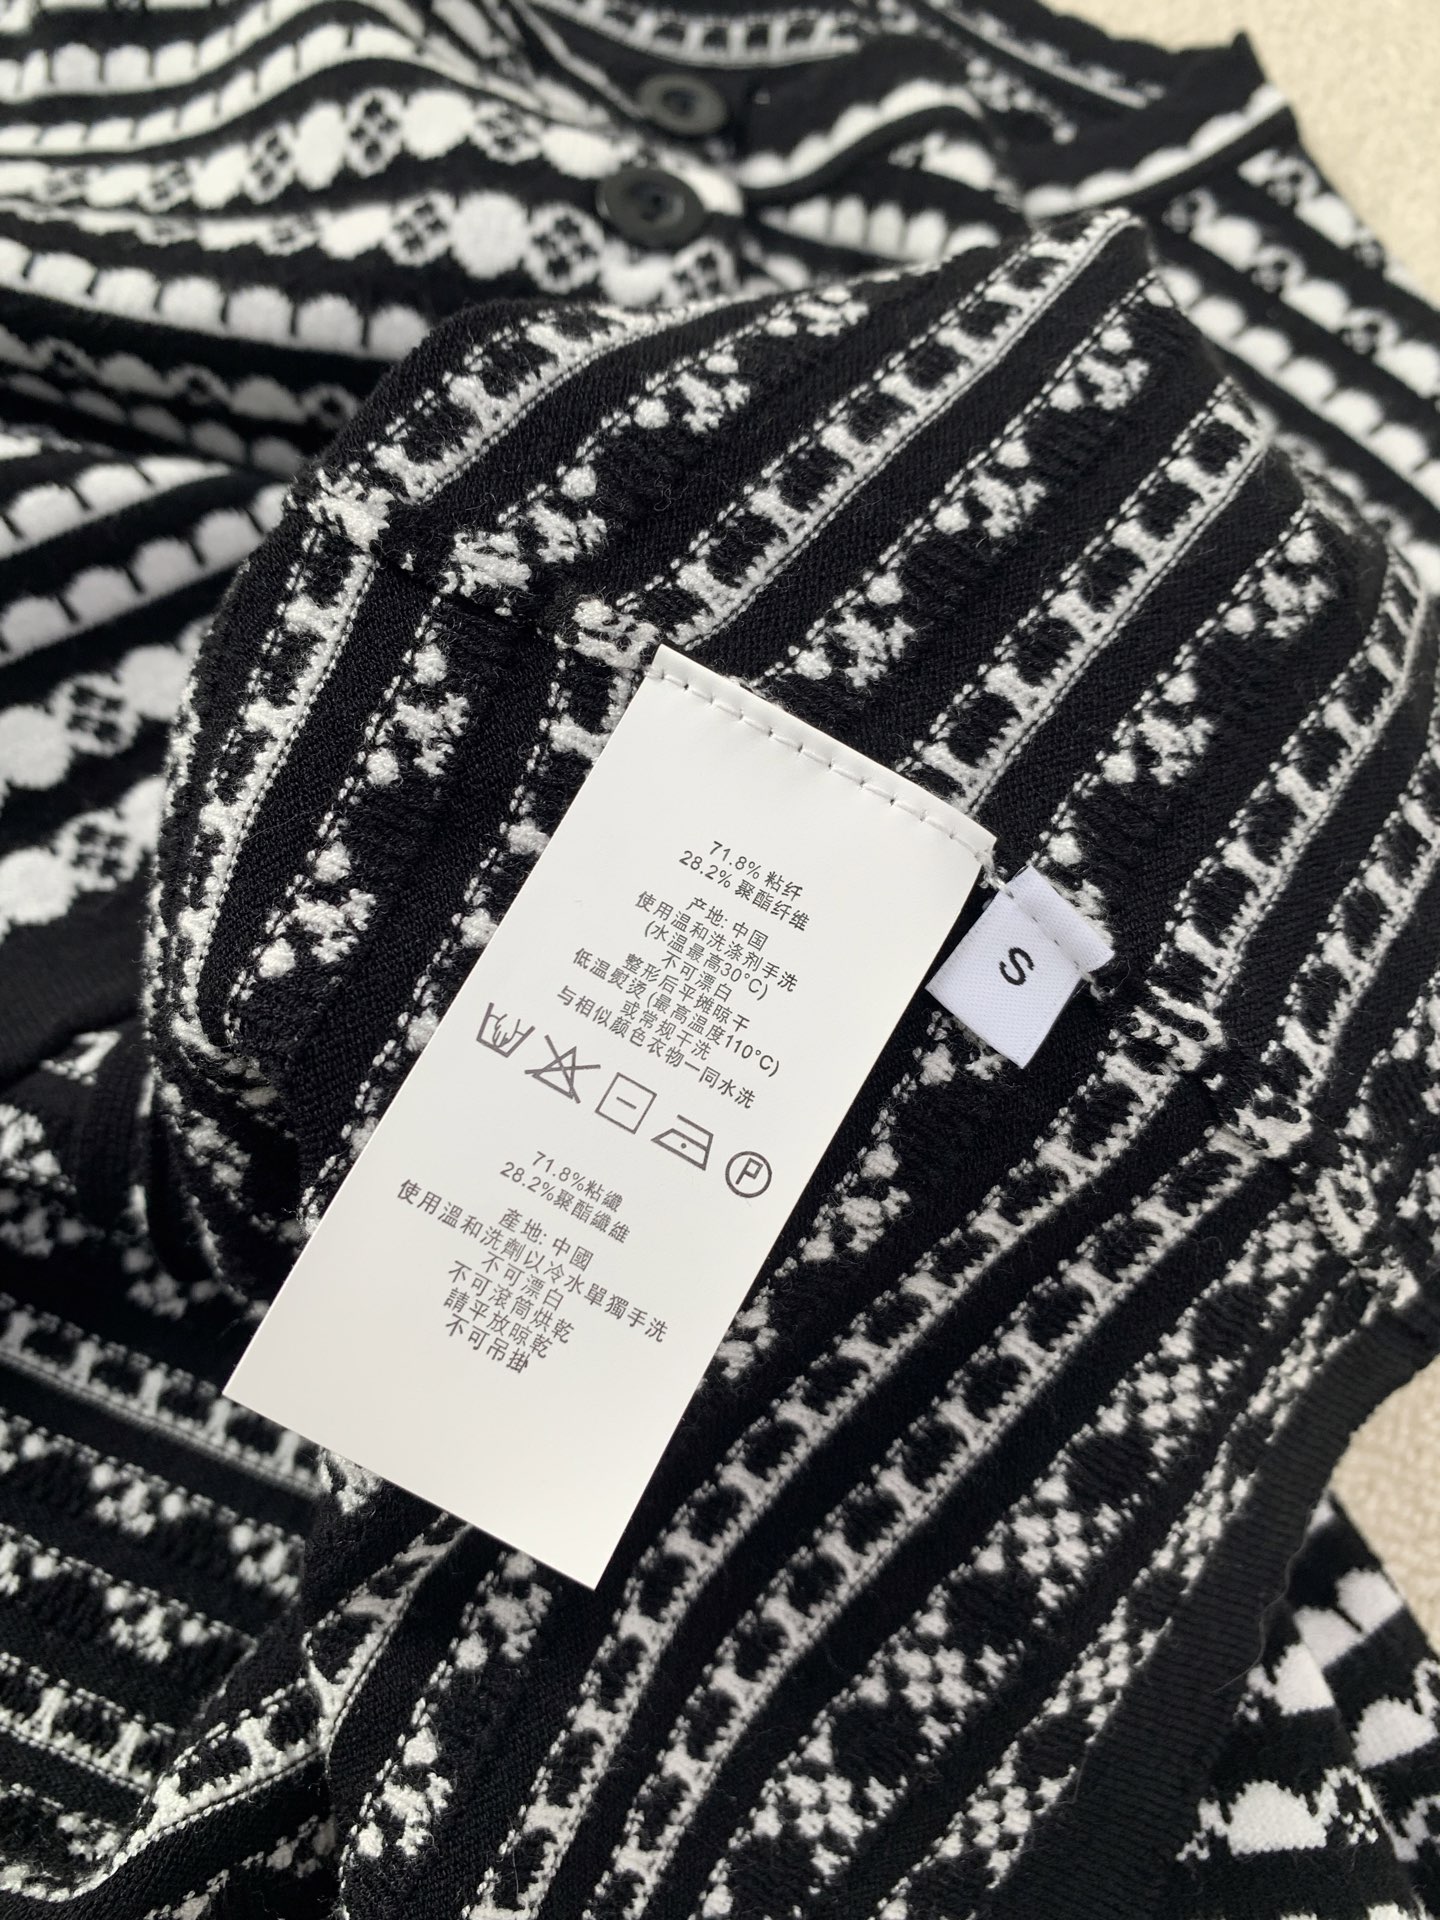 71.8% 粘纤
28.2% 聚酯纤维
产地: 中国
使用温和洗涤剂手洗
(水温最高30°C)
不可漂白
整形后平摊晾干
低温熨烫(最高温度110°C)
或常规干洗
与相似颜色衣物一同水洗
P
71.8%粘纖
28.2%聚酯纖維
產地: 中國
使用溫和洗劑以冷水單獨手洗
不可漂白
不可滾筒烘乾
請平放晾乾
不可吊掛
S